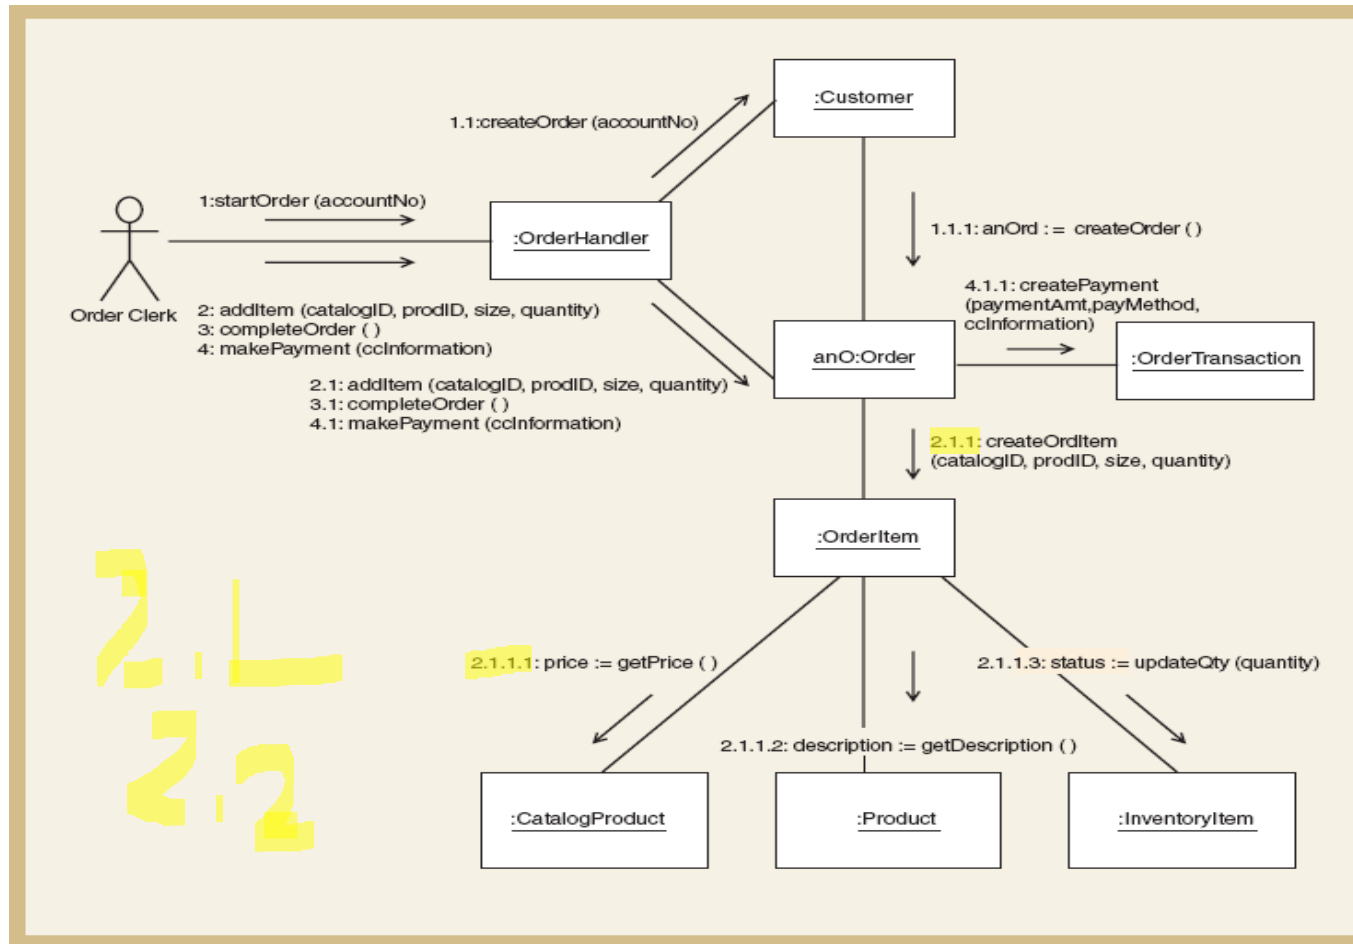 :Customer
1.1:createOrder (accountNo)
1:startOrder (accountNo)
:OrderHandler
1.1.1: anOrd : = createOrder ( )
Order Clerk
2: addItem (catalogID, prodID, size, quantity)
3: completeOrder ( )
4: makePayment (ccInformation)
4.1.1: createPayment
(paymentAmt,payMethod,
ccInformation)
anO:Order
:OrderTransaction
2.1: addItem (catalogID, prodID, size, quantity)
3.1: completeOrder ( )
4.1: makePayment (ccInformation)
2.1.1: createOrdItem
(catalogID, prodID, size, quantity)
:OrderItem
2.1
2.2
2.1.1.1: price := getPrice ( )
2.1.1.3: status := updateQty (quantity)
2.1.1.2: description := getDescription ( )
:CatalogProduct
:Product
:InventoryItem